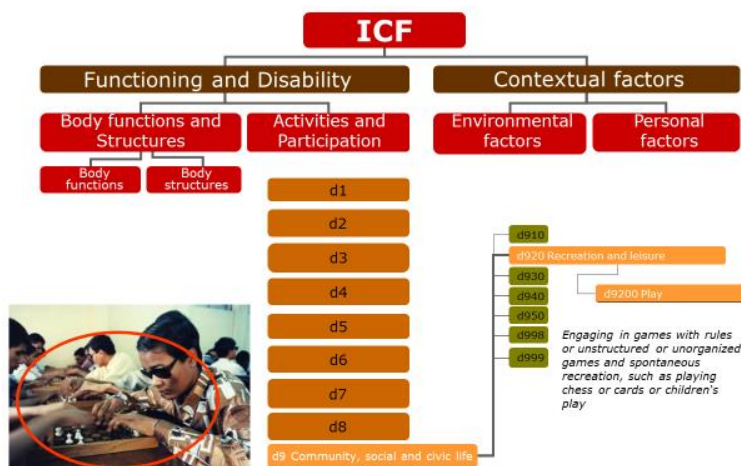 ICF
Functioning and Disability
Contextual factors
Body functions and
Structures
Activities and
Participation
Environmental
factors
Personal
factors
Body
functions
Body
structures
d1
d2
d3
d4
d5
d6
d7
d8
d9 Community, social and civic life
d910
d920 Recreation and leisure
d930
d9200 Play
d940
d950
d998
d999
Engaging in games with rules
or unstructured or unorganized
games and spontaneous
recreation, such as playing
chess or cards or children's
play